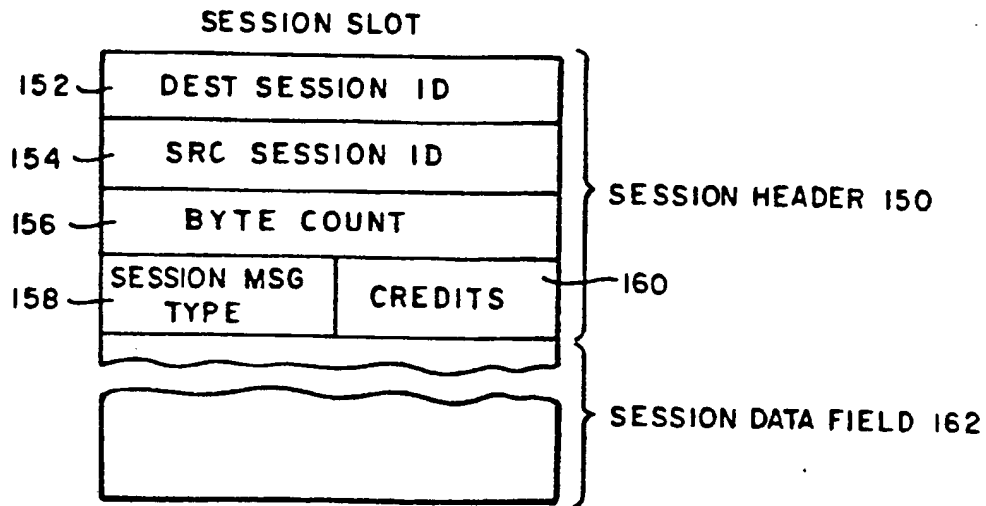 SESSION SLOT
152 DEST SESSION ID
154 SRC SESSION ID
SESSION HEADER 150
156 BYTE COUNT
158 SESSION MSG TYPE
CREDITS 160
SESSION DATA FIELD 162